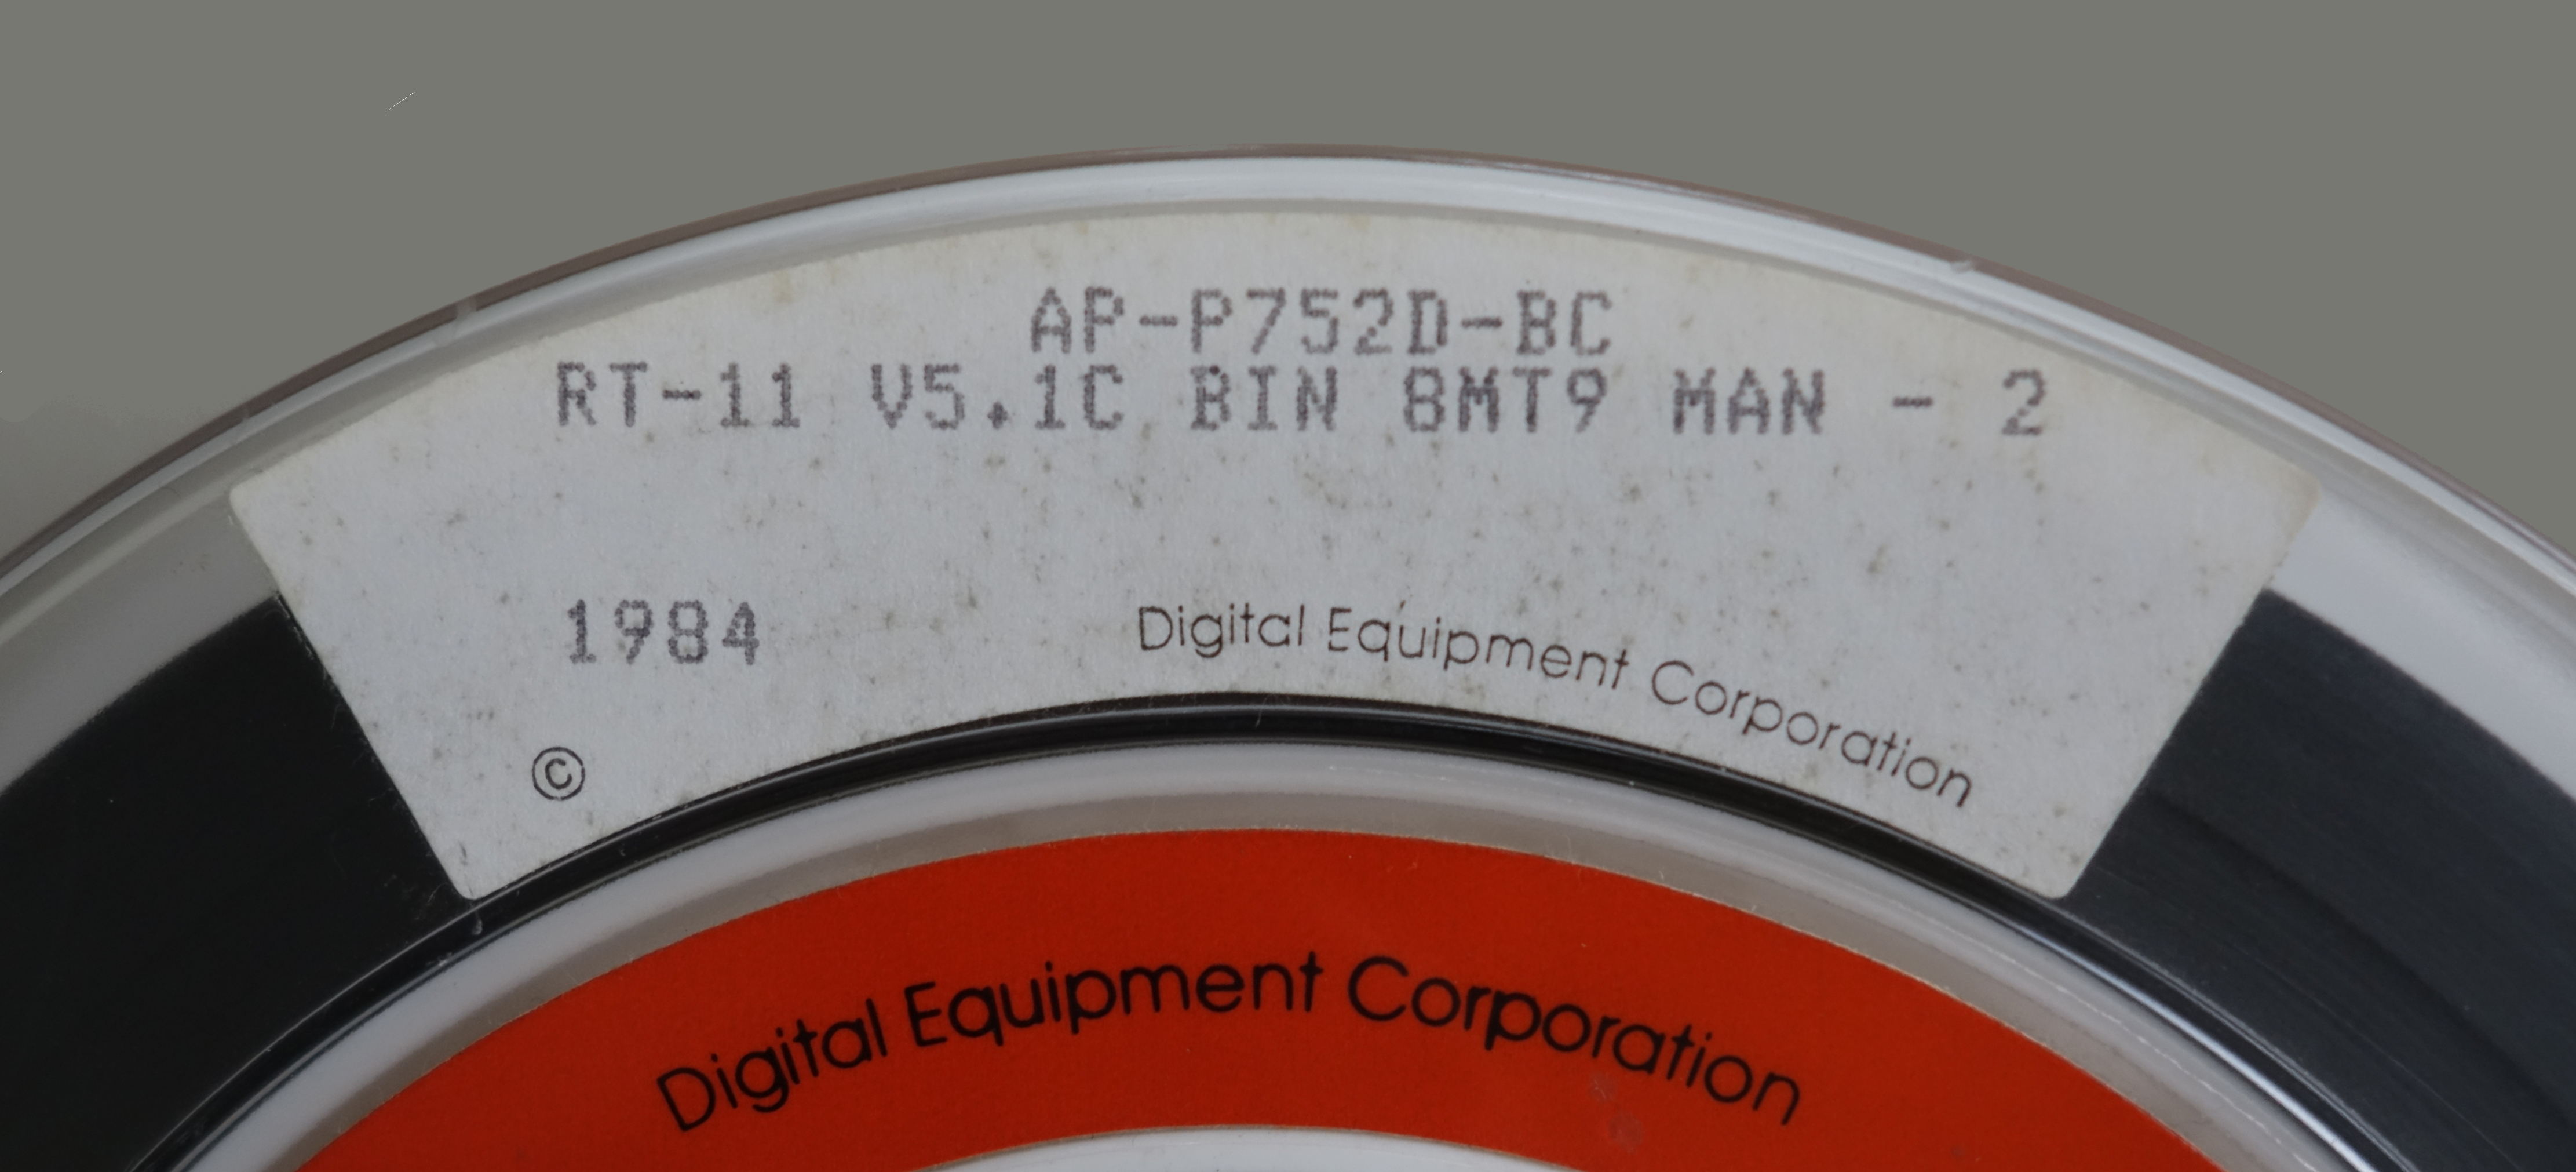 AP-P752D-BC
RT-11 V5.1C BIN 8MT9 MAN - 2
1984
Digital Equipment Corporation
©
Digital Equipment Corporation